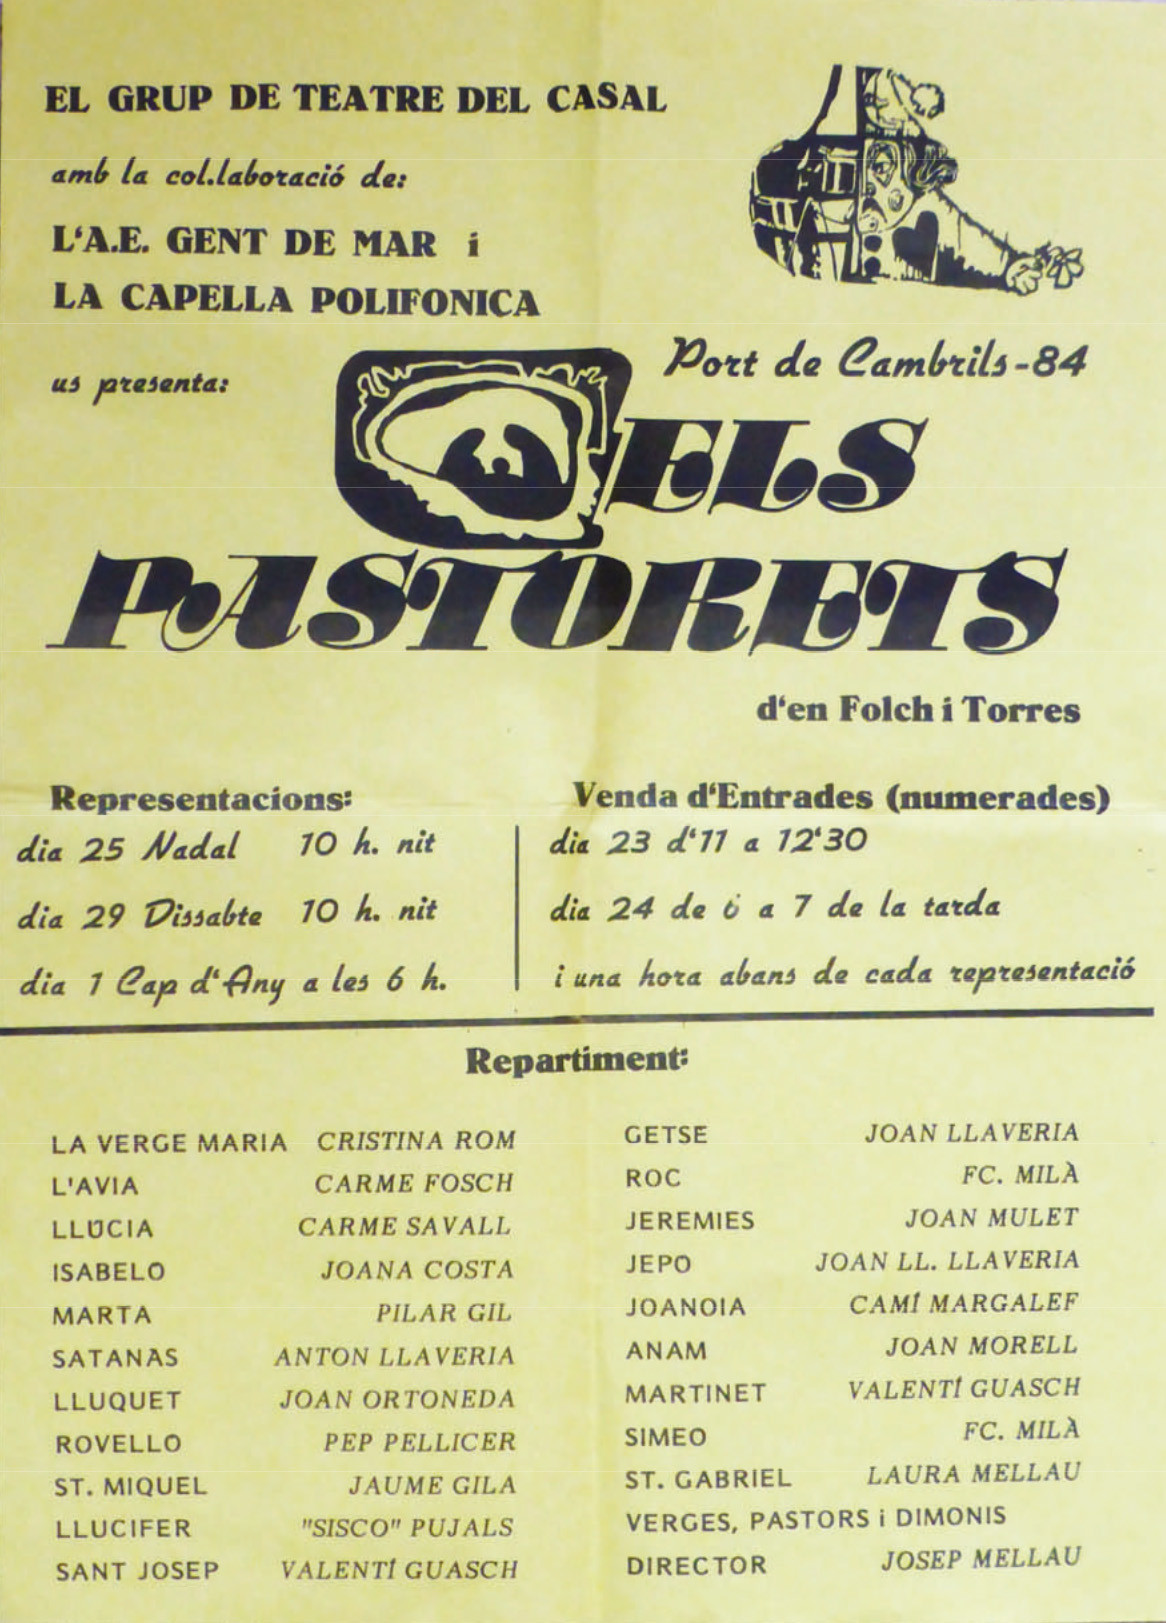 EL GRUP DE TEATRE DEL CASAL
amb la col.laboració de:
L'A.E. GENT DE MAR i
LA CAPELLA POLIFONICA
us presenta:
Port de Cambrils-84
ELS
PASTORETS
d'en Folch i Torres
Representacions:
dia 25 Nadal 10 h. nit
dia 29 Dissabte 10 h. nit
dia 1 Cap d'Any a les 6 h.
Venda d'Entrades (numerades)
dia 23 d'11 a 12'30
dia 24 de 6 a 7 de la tarda
i una hora abans de cada representació
Repartiment:
LA VERGE MARIA CRISTINA ROM
L'AVIA CARME FOSCH
LLÚCIA CARME SAVALL
ISABELO JOANA COSTA
MARTA PILAR GIL
SATANAS ANTON LLAVERIA
LLUQUET JOAN ORTONEDA
ROVELLO PEP PELLICER
ST. MIQUEL JAUME GILA
LLUCIFER "SISCO" PUJALS
SANT JOSEP VALENTÍ GUASCH
GETSE JOAN LLAVERIA
ROC FC. MILÀ
JEREMIES JOAN MULET
JEPO JOAN LL. LLAVERIA
JOANOIA CAMÍ MARGALEF
ANAM JOAN MORELL
MARTINET VALENTÍ GUASCH
SIMEO FC. MILÀ
ST. GABRIEL LAURA MELLAU
VERGES, PASTORS i DIMONIS
DIRECTOR JOSEP MELLAU